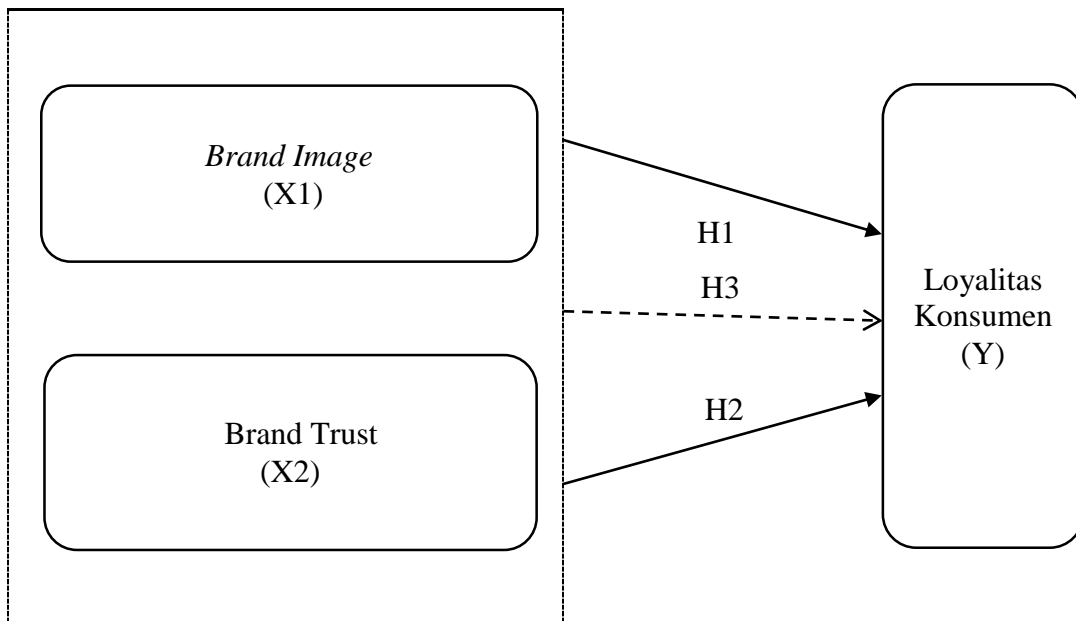 Brand Image
(X1)
H1
H3
Loyalitas
Konsumen
(Y)
H2
Brand Trust
(X2)